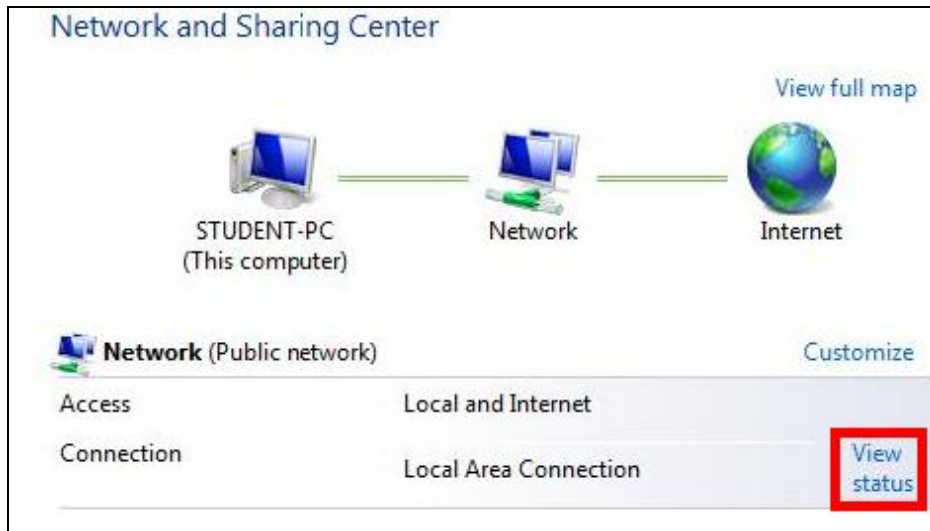 Network and Sharing Center
View full map
STUDENT-PC
(This computer)
Network
Internet
Network (Public network)
Customize
Access
Local and Internet
Connection
Local Area Connection
View
status